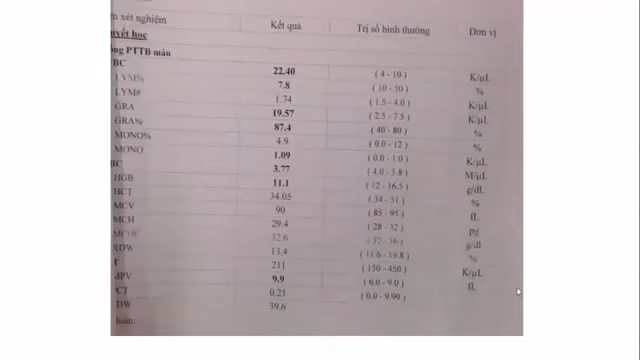 n xét nghiệm Kết quả Trị số bình thường Đơn vị
uyết học
ông PTTB máu
BC 22.40 ( 4 - 10 ) K/µL
LYM% 7.8 ( 10 - 50 ) %
LYM# 1.74 ( 1.5 - 4.0 ) K/µL
GRA 19.57 ( 2.5 - 7.5 ) K/µL
GRA% 87.4 ( 40 - 80 ) %
MONO% 4.9 ( 0.0 - 12 ) %
MONO 1.09 ( 0.0 - 1.0 ) K/µL
BC 3.77 ( 4.0 - 5.8 ) M/µL
HGB 11.1 ( 12 - 16.5 ) g/dL
HCT 34.05 ( 34 - 51 ) %
MCV 90 ( 85 - 95 ) fL
MCH 29.4 ( 28 - 32 ) pg
MCHC 32.6 ( 32 - 36 ) g/dl
RDW 13.4 ( 11.6 - 14.8 ) %
T 211 ( 150 - 450 ) K/µL
MPV 9.9 ( 6.0 - 9.0 ) fL
CT 0.21 ( 0.0 - 9.99 )
DW 39.6